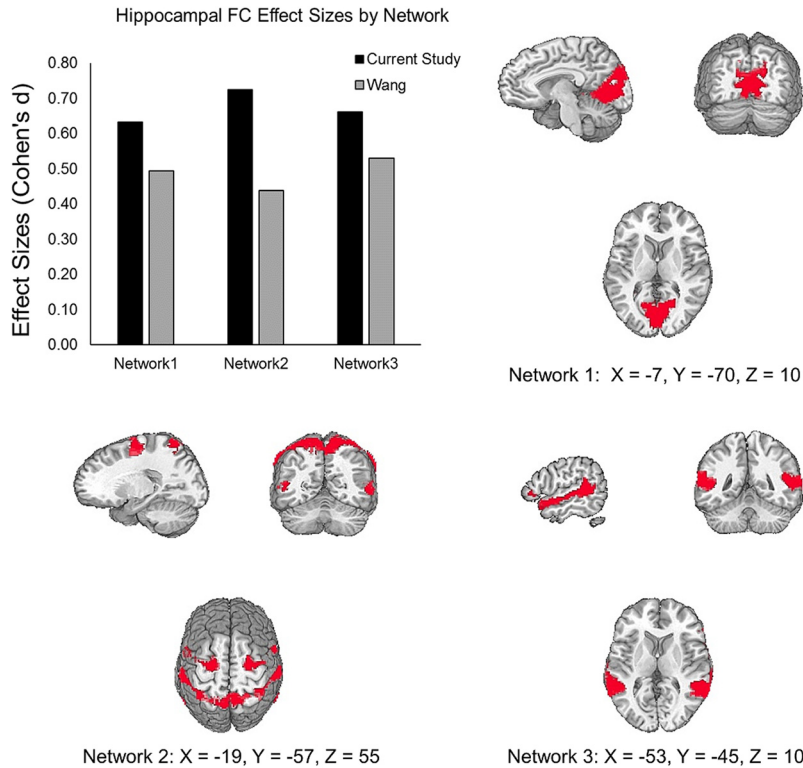 Hippocampal FC Effect Sizes by Network
Effect Sizes (Cohen's d)
0.80
0.70
0.60
0.50
0.40
0.30
0.20
0.10
0.00
Current Study
Wang
Network1 Network2 Network3
Network 1: X = -7, Y = -70, Z = 10
Network 2: X = -19, Y = -57, Z = 55
Network 3: X = -53, Y = -45, Z = 10